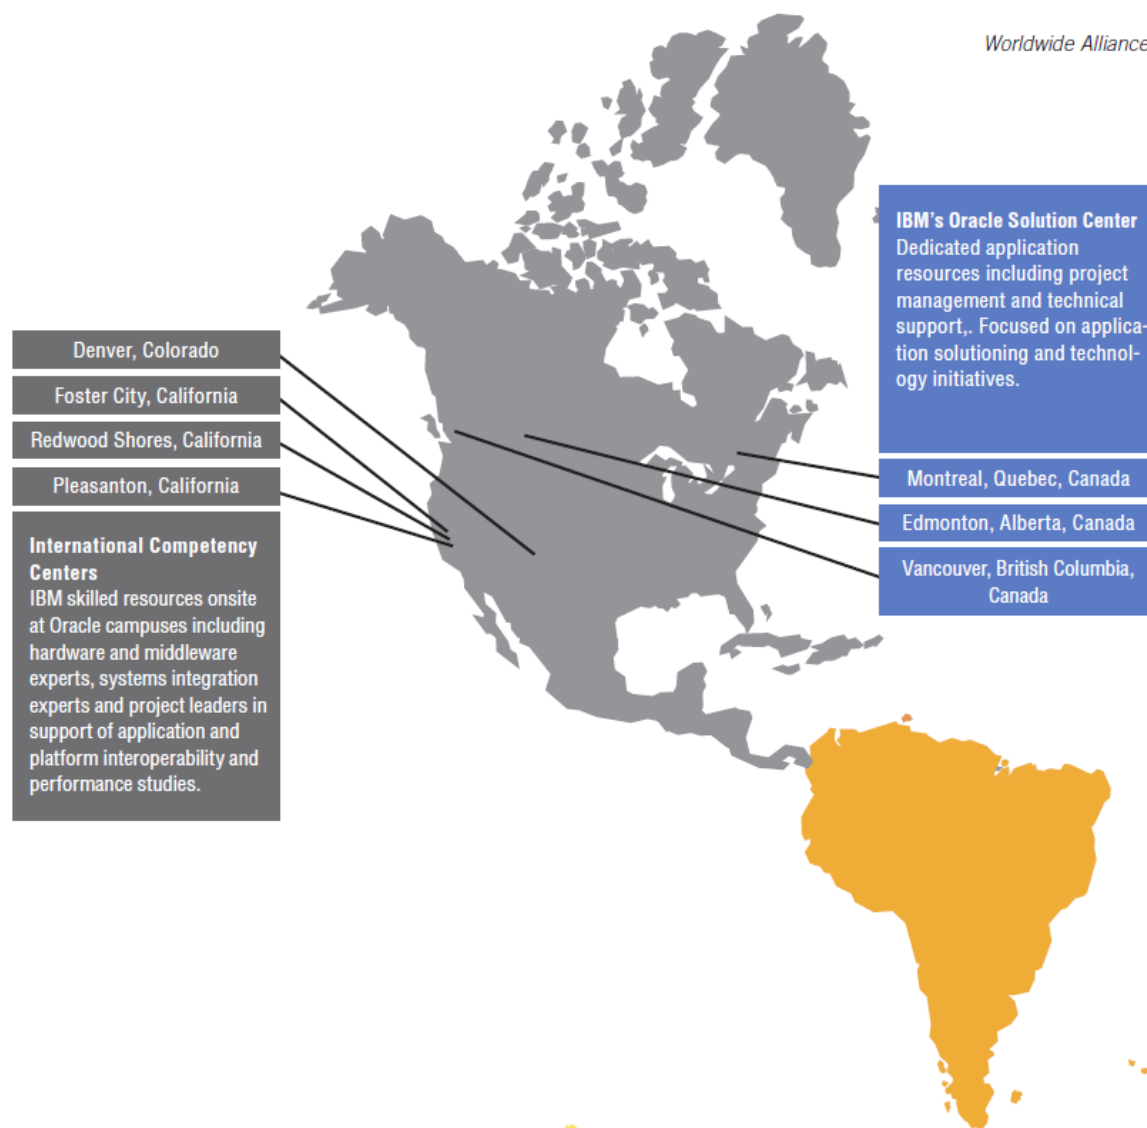 Worldwide Alliance
IBM's Oracle Solution Center
Dedicated application
resources including project
management and technical
support,. Focused on applica-
tion solutioning and technol-
ogy initiatives.
Montreal, Quebec, Canada
Edmonton, Alberta, Canada
Vancouver, British Columbia,
Canada
Denver, Colorado
Foster City, California
Redwood Shores, California
Pleasanton, California
International Competency
Centers
IBM skilled resources onsite
at Oracle campuses including
hardware and middleware
experts, systems integration
experts and project leaders in
support of application and
platform interoperability and
performance studies.